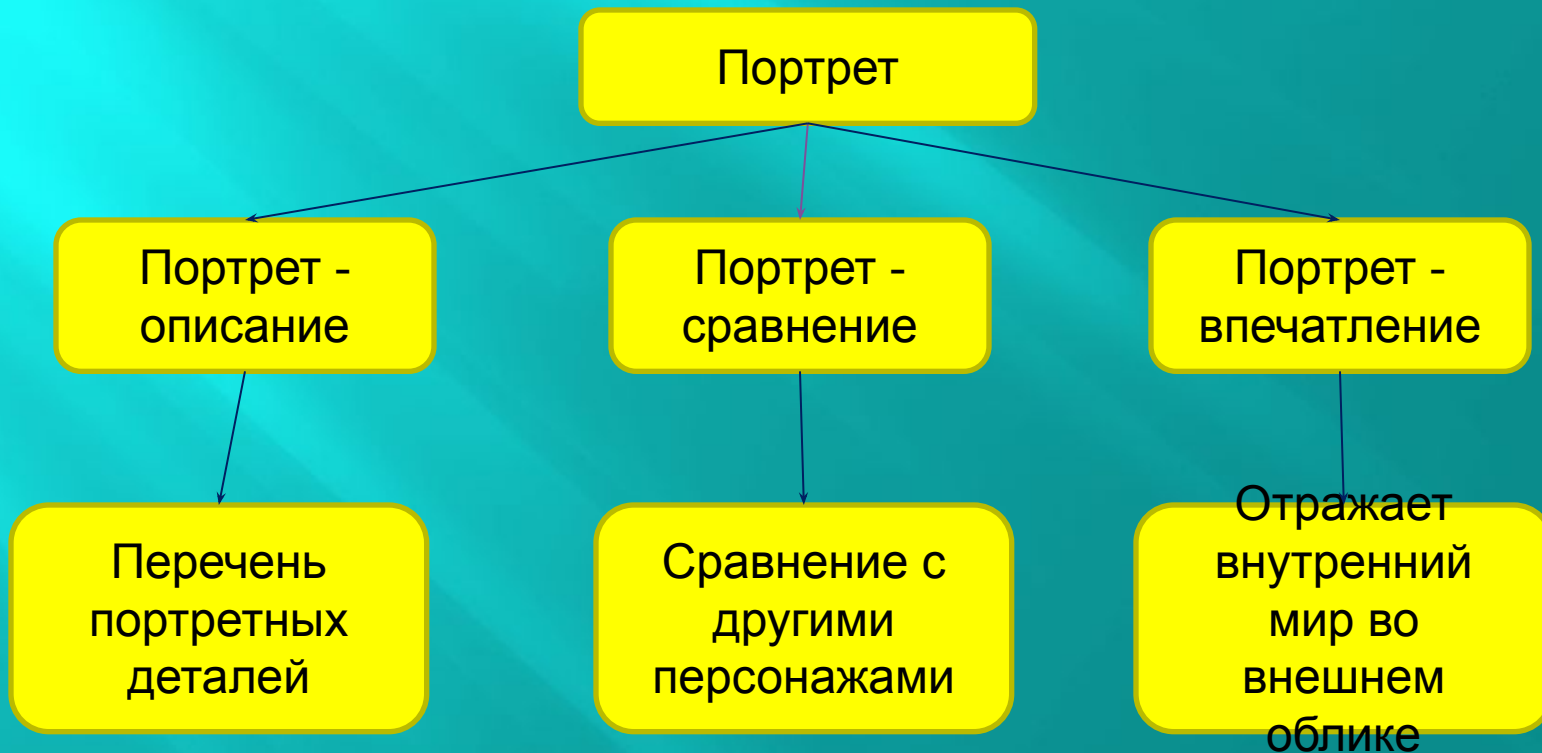 Портрет
Портрет -
описание
Портрет -
сравнение
Портрет -
впечатление
Перечень
портретных
деталей
Сравнение с
другими
персонажами
Отражает
внутренний
мир во
внешнем
облике